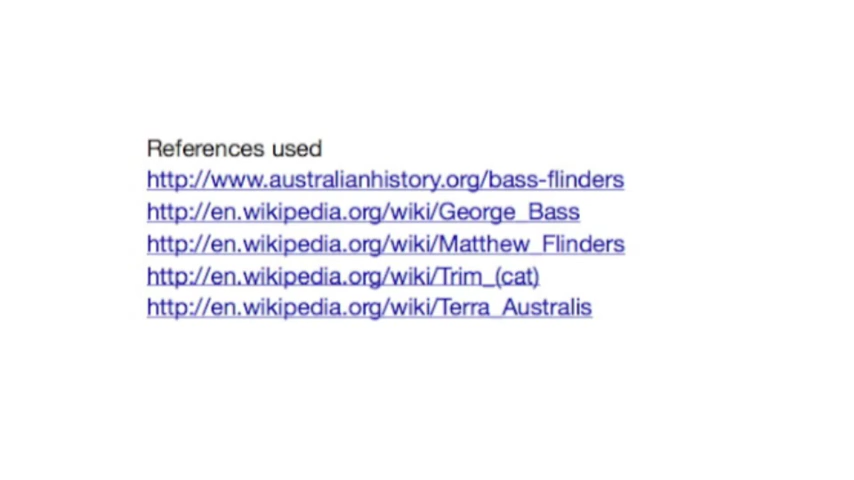 References used
http://www.australianhistory.org/bass-flinders
http://en.wikipedia.org/wiki/George_Bass
http://en.wikipedia.org/wiki/Matthew_Flinders
http://en.wikipedia.org/wiki/Trim_(cat)
http://en.wikipedia.org/wiki/Terra_Australis